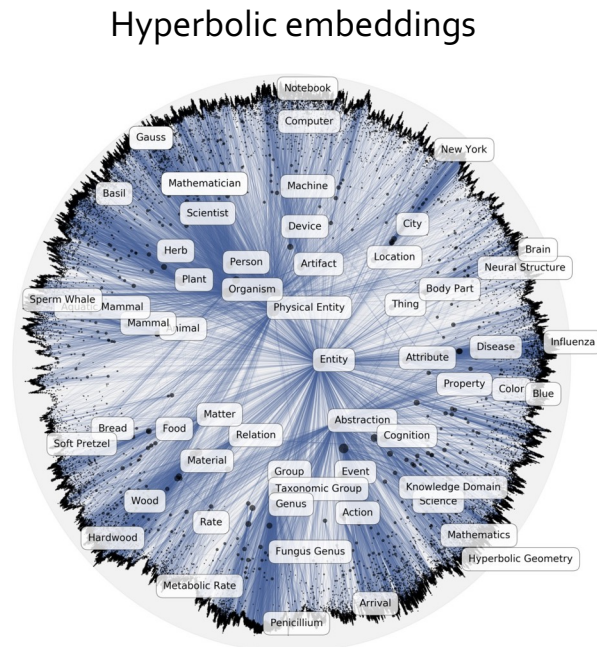 Hyperbolic embeddings
Notebook
Computer
Gauss
New York
Mathematician
Machine
Basil
Scientist
Device
City
Herb
Person
Artifact
Location
Brain
Neural Structure
Plant
Organism
Body Part
Sperm Whale
Aquatic Mammal
Physical Entity
Thing
Mammal
Animal
Influenza
Disease
Entity
Attribute
Property
Color
Blue
Matter
Abstraction
Bread
Food
Relation
Cognition
Soft Pretzel
Material
Group
Event
Taxonomic Group
Knowledge Domain
Wood
Genus
Science
Rate
Action
Hardwood
Mathematics
Fungus Genus
Hyperbolic Geometry
Metabolic Rate
Arrival
Penicillium